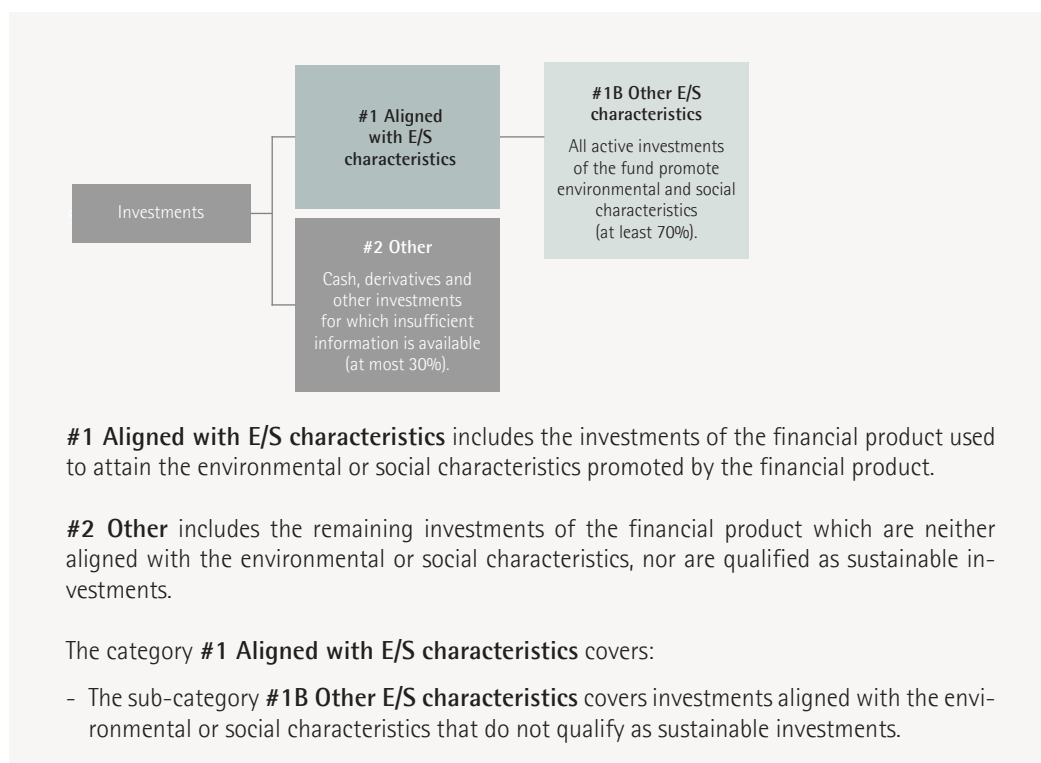 Investments
#1 Aligned
with E/S
characteristics
#1B Other E/S
characteristics
All active investments
of the fund promote
environmental and social
characteristics
(at least 70%).
#2 Other
Cash, derivatives and
other investments
for which insufficient
information is available
(at most 30%).
#1 Aligned with E/S characteristics includes the investments of the financial product used
to attain the environmental or social characteristics promoted by the financial product.
#2 Other includes the remaining investments of the financial product which are neither
aligned with the environmental or social characteristics, nor are qualified as sustainable in-
vestments.
The category #1 Aligned with E/S characteristics covers:
- The sub-category #1B Other E/S characteristics covers investments aligned with the envi-
ronmental or social characteristics that do not qualify as sustainable investments.